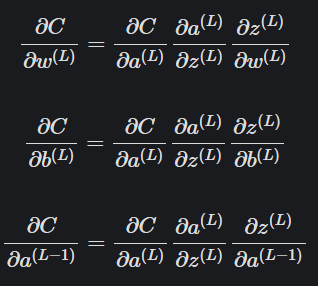 ∂C/∂w^(L) = ∂C/∂a^(L) ∂a^(L)/∂z^(L) ∂z^(L)/∂w^(L)
∂C/∂b^(L) = ∂C/∂a^(L) ∂a^(L)/∂z^(L) ∂z^(L)/∂b^(L)
∂C/∂a^(L−1) = ∂C/∂a^(L) ∂a^(L)/∂z^(L) ∂z^(L)/∂a^(L−1)